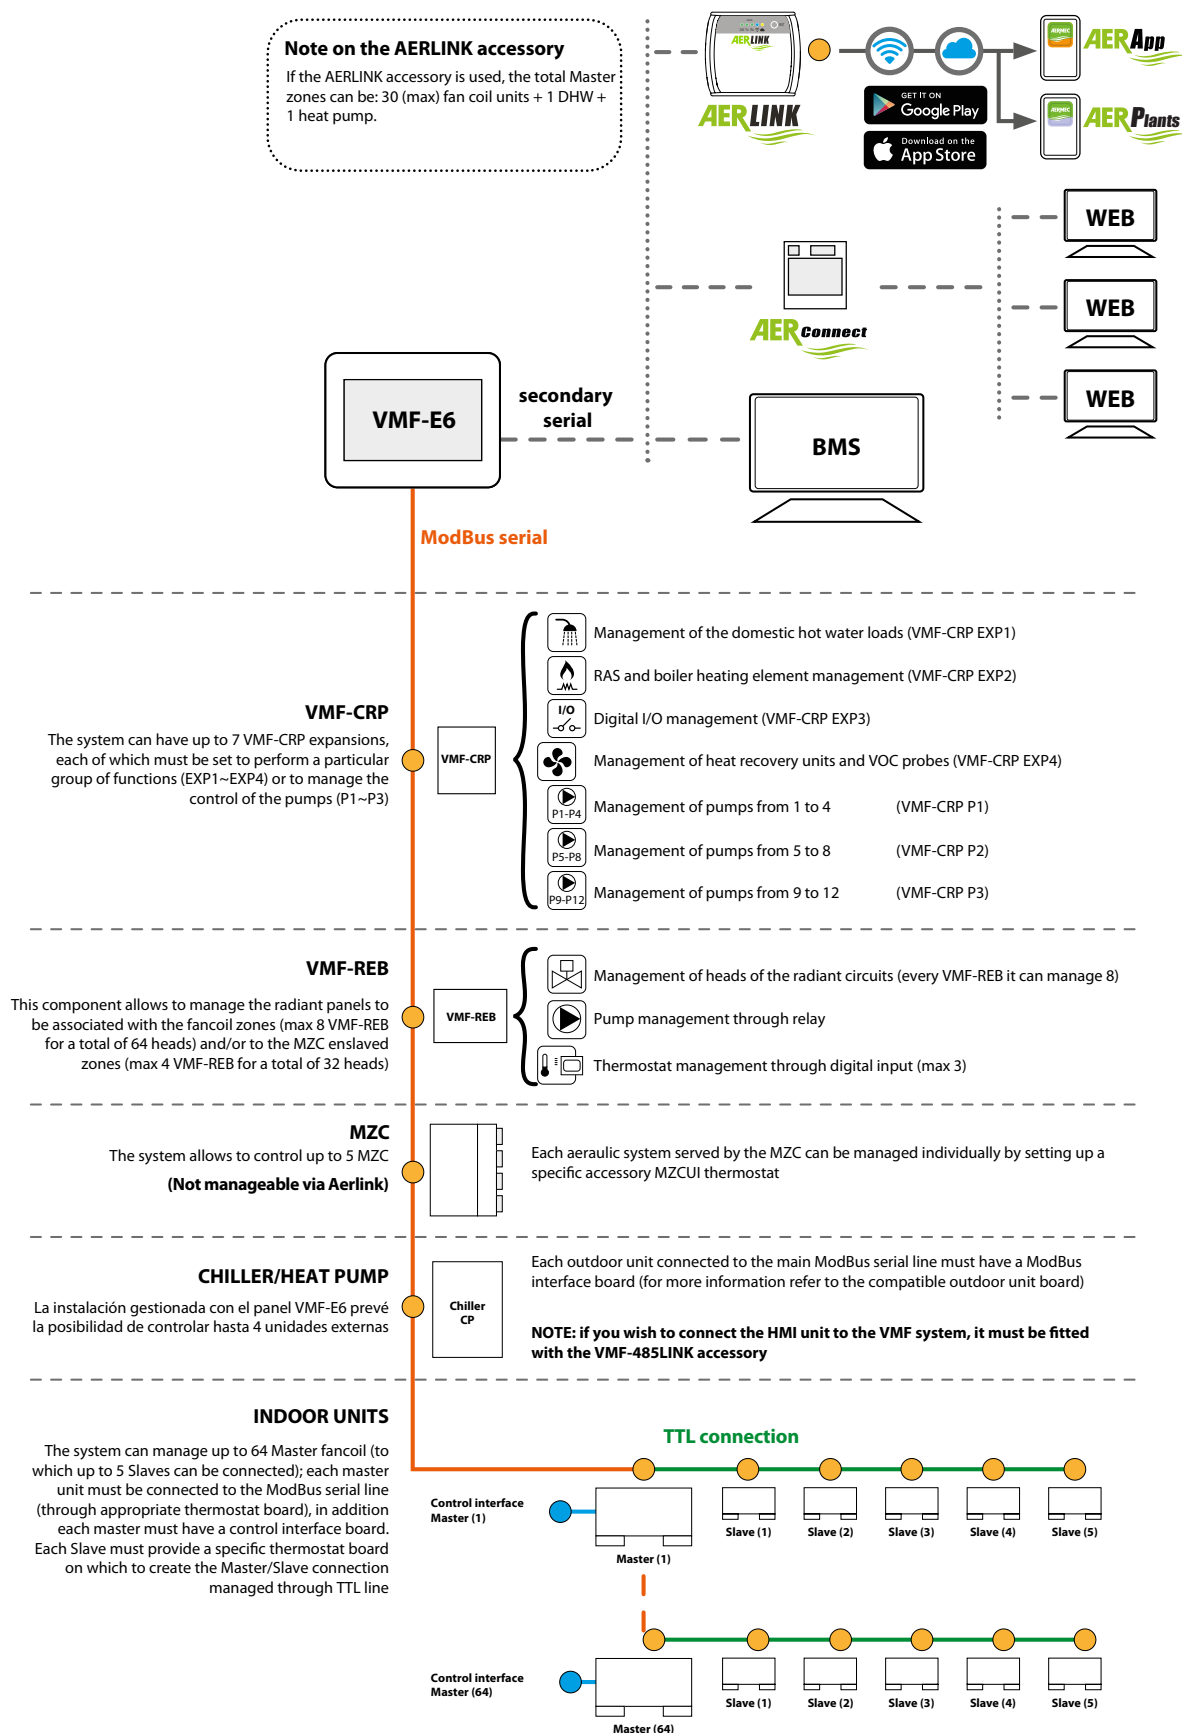 Note on the AERLINK accessory
If the AERLINK accessory is used, the total Master
zones can be: 30 (max) fan coil units + 1 DHW +
1 heat pump.
AERLINK
AERLINK
GET IT ON
Google Play
Download on the
App Store
AERMEC
AERApp
AERMEC
AERPlants
WEB
WEB
WEB
AERConnect
VMF-E6
secondary
serial
BMS
ModBus serial
VMF-CRP
The system can have up to 7 VMF-CRP expansions,
each of which must be set to perform a particular
group of functions (EXP1~EXP4) or to manage the
control of the pumps (P1~P3)
VMF-CRP
Management of the domestic hot water loads (VMF-CRP EXP1)
RAS and boiler heating element management (VMF-CRP EXP2)
I/O
Digital I/O management (VMF-CRP EXP3)
Management of heat recovery units and VOC probes (VMF-CRP EXP4)
P1-P4
Management of pumps from 1 to 4 (VMF-CRP P1)
P5-P8
Management of pumps from 5 to 8 (VMF-CRP P2)
P9-P12
Management of pumps from 9 to 12 (VMF-CRP P3)
VMF-REB
This component allows to manage the radiant panels to
be associated with the fancoil zones (max 8 VMF-REB
for a total of 64 heads) and/or to the MZC enslaved
zones (max 4 VMF-REB for a total of 32 heads)
VMF-REB
Management of heads of the radiant circuits (every VMF-REB it can manage 8)
Pump management through relay
Thermostat management through digital input (max 3)
MZC
The system allows to control up to 5 MZC
(Not manageable via Aerlink)
Each aeraulic system served by the MZC can be managed individually by setting up a
specific accessory MZCUI thermostat
CHILLER/HEAT PUMP
La instalación gestionada con el panel VMF-E6 prevé
la posibilidad de controlar hasta 4 unidades externas
Chiller
CP
Each outdoor unit connected to the main ModBus serial line must have a ModBus
interface board (for more information refer to the compatible outdoor unit board)
NOTE: if you wish to connect the HMI unit to the VMF system, it must be fitted
with the VMF-485LINK accessory
INDOOR UNITS
The system can manage up to 64 Master fancoil (to
which up to 5 Slaves can be connected); each master
unit must be connected to the ModBus serial line
(through appropriate thermostat board), in addition
each master must have a control interface board.
Each Slave must provide a specific thermostat board
on which to create the Master/Slave connection
managed through TTL line
TTL connection
Control interface
Master (1)
Master (1)
Slave (1)
Slave (2)
Slave (3)
Slave (4)
Slave (5)
Control interface
Master (64)
Master (64)
Slave (1)
Slave (2)
Slave (3)
Slave (4)
Slave (5)